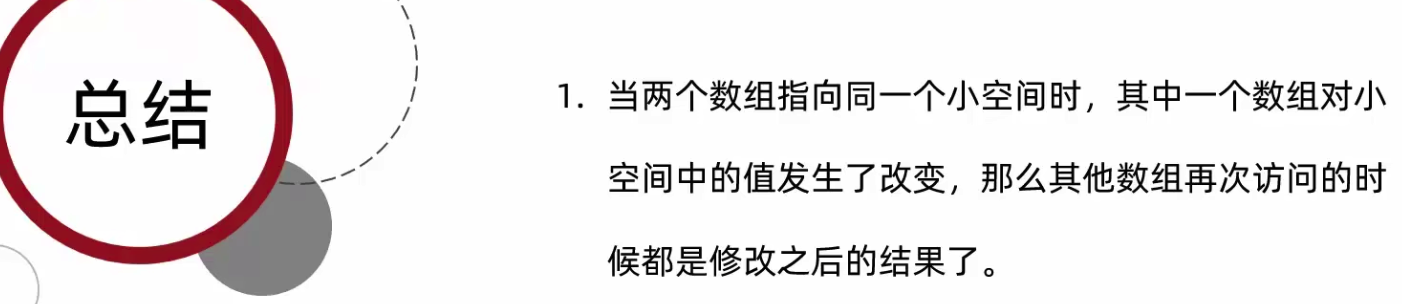 总结
1. 当两个数组指向同一个小空间时，其中一个数组对小
空间中的值发生了改变，那么其他数组再次访问的时
候都是修改之后的结果了。